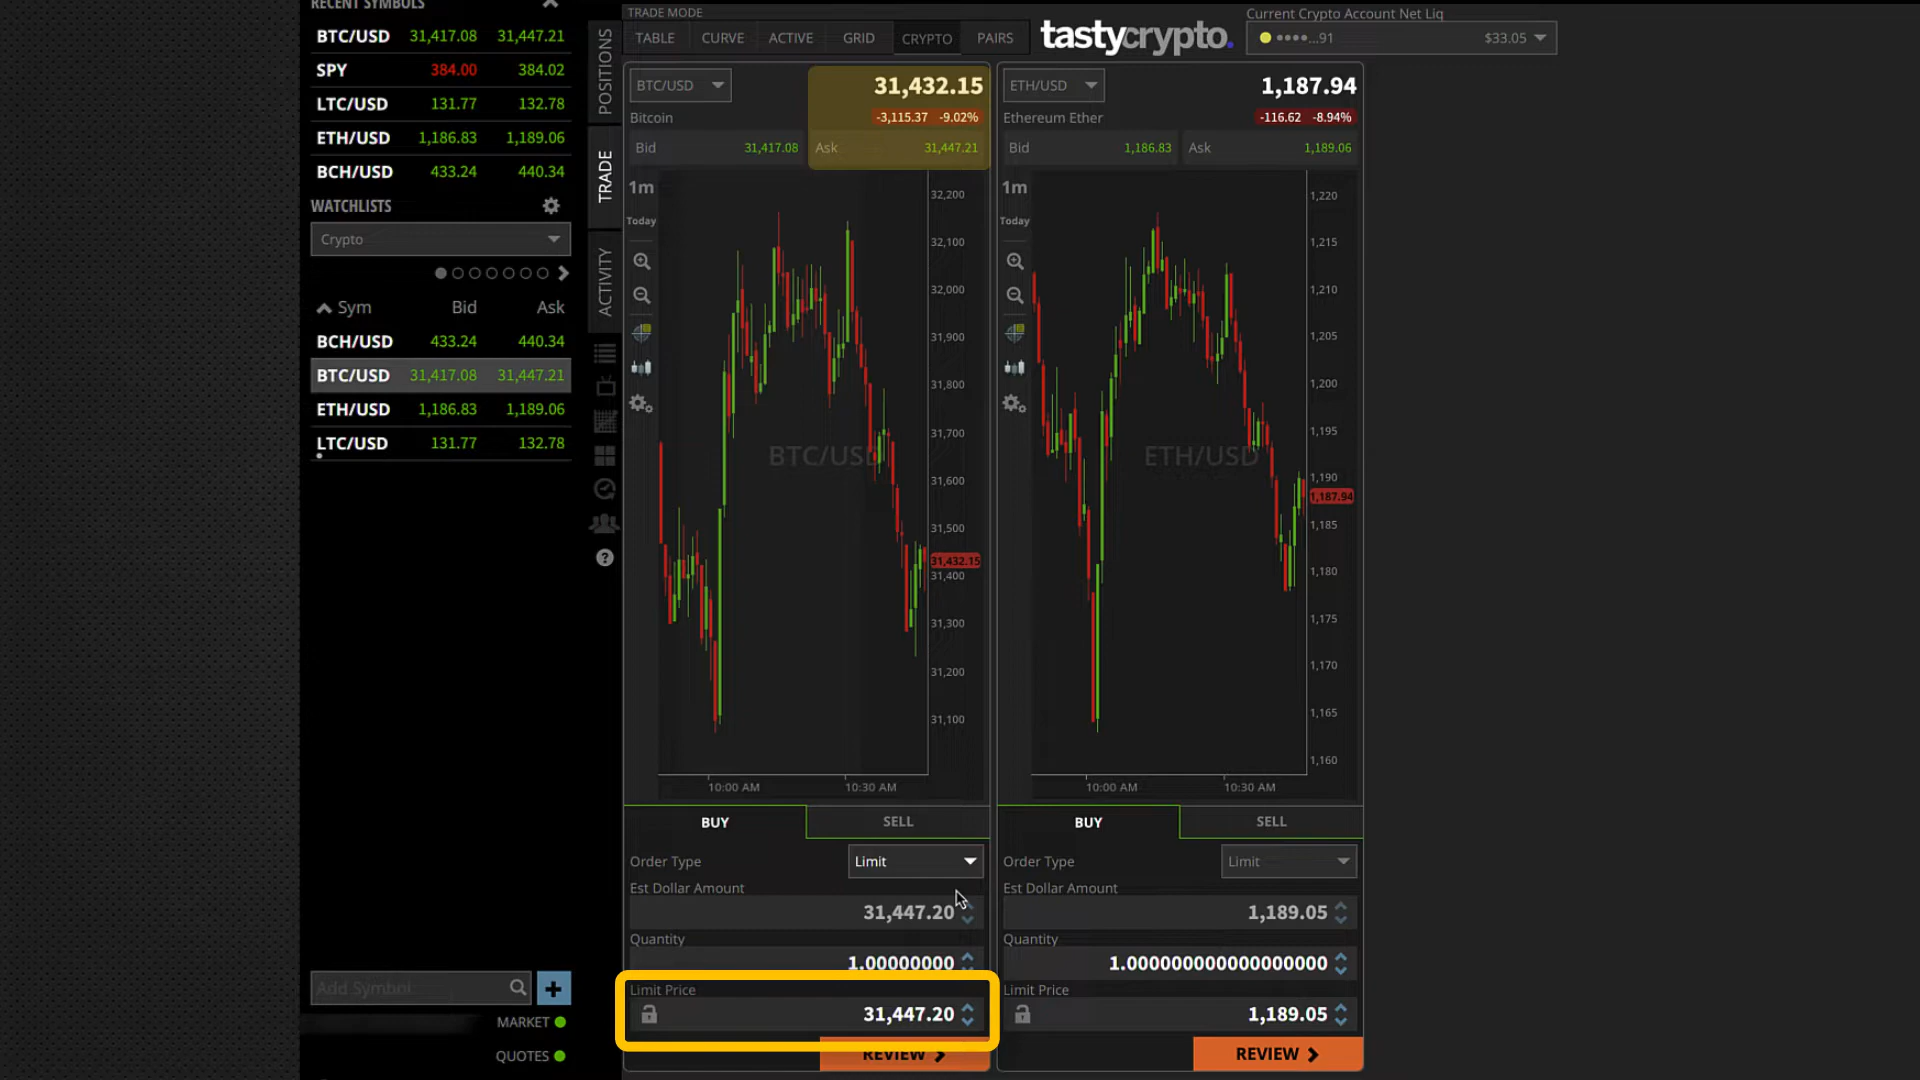 RECENT SYMBOLS
BTC/USD 31,417.08 31,447.21
SPY 384.00 384.02
LTC/USD 131.77 132.78
ETH/USD 1,186.83 1,189.06
BCH/USD 433.24 440.34
WATCHLISTS
Crypto
Sym Bid Ask
BCH/USD 433.24 440.34
BTC/USD 31,417.08 31,447.21
ETH/USD 1,186.83 1,189.06
LTC/USD 131.77 132.78
Add Symbol
MARKET
QUOTES
POSITIONS
TRADE
ACTIVITY
TRADE MODE
TABLE CURVE ACTIVE GRID CRYPTO PAIRS
tastycrypto.
Current Crypto Account Net Liq
••••...91 $33.05
BTC/USD 31,432.15
Bitcoin -3,115.37 -9.02%
Bid 31,417.08 Ask 31,447.21
1m
Today
32,200
32,100
32,000
31,900
31,800
31,700
31,600
31,500
31,432.15
31,400
31,300
31,200
31,100
BTC/USD
10:00 AM 10:30 AM
BUY SELL
Order Type Limit
Est Dollar Amount
31,447.20
Quantity
1.00000000
Limit Price
31,447.20
REVIEW
ETH/USD 1,187.94
Ethereum Ether -116.62 -8.94%
Bid 1,186.83 Ask 1,189.06
1m
Today
1,220
1,215
1,210
1,205
1,200
1,195
1,190
1,187.94
1,185
1,180
1,175
1,170
1,165
1,160
ETH/USD
10:00 AM 10:30 AM
BUY SELL
Order Type Limit
Est Dollar Amount
1,189.05
Quantity
1.000000000000000000
Limit Price
1,189.05
REVIEW